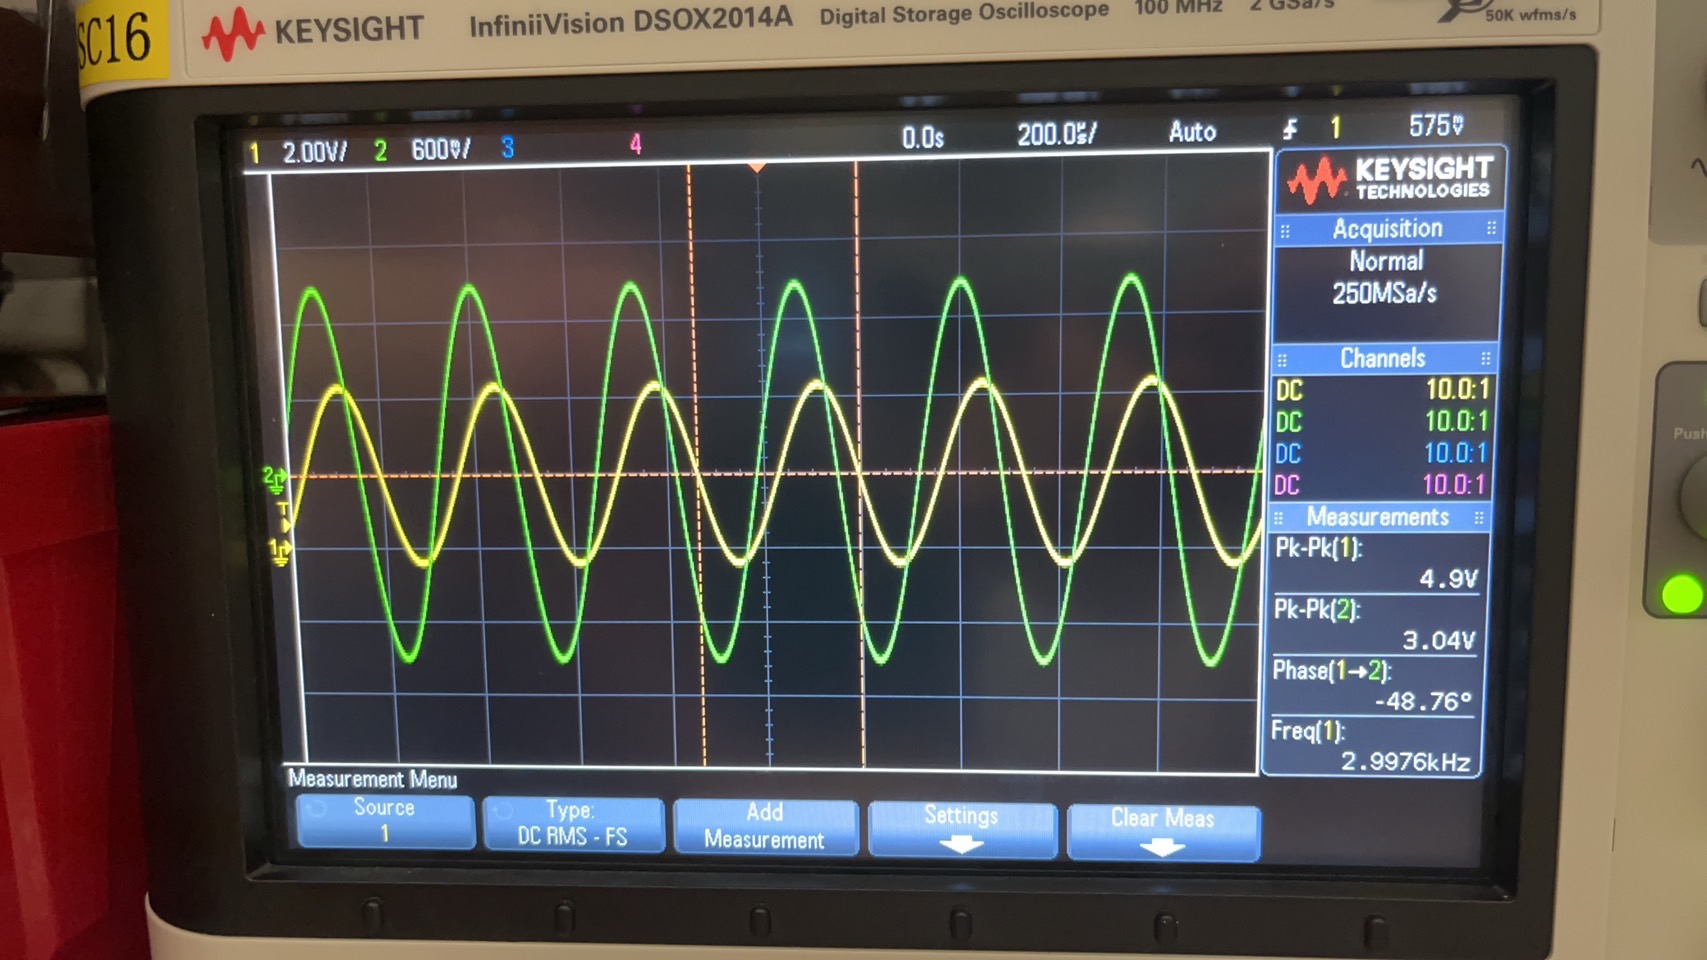 SC16
KEYSIGHT InfiniiVision DSOX2014A Digital Storage Oscilloscope 100 MHz 2 GSa/s
50K wfms/s
1 2.00V/ 2 600mV/ 3 4 0.0s 200.0µs/ Auto 1 575mV
KEYSIGHT
TECHNOLOGIES
Acquisition
Normal
250MSa/s
Channels
DC 10.0:1
DC 10.0:1
DC 10.0:1
DC 10.0:1
Measurements
Pk-Pk(1):
4.9V
Pk-Pk(2):
3.04V
Phase(1→2):
-48.76°
Freq(1):
2.9976kHz
2
T
1
Measurement Menu
Source
1
Type:
DC RMS - FS
Add
Measurement
Settings
Clear Meas
Push